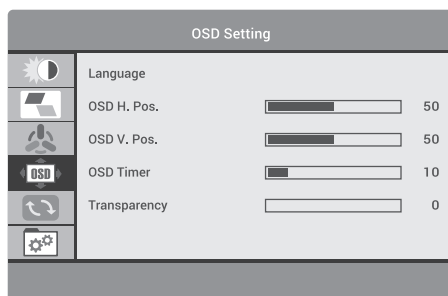 OSD Setting
Language
OSD H. Pos. 50
OSD V. Pos. 50
OSD OSD Timer 10
Transparency 0